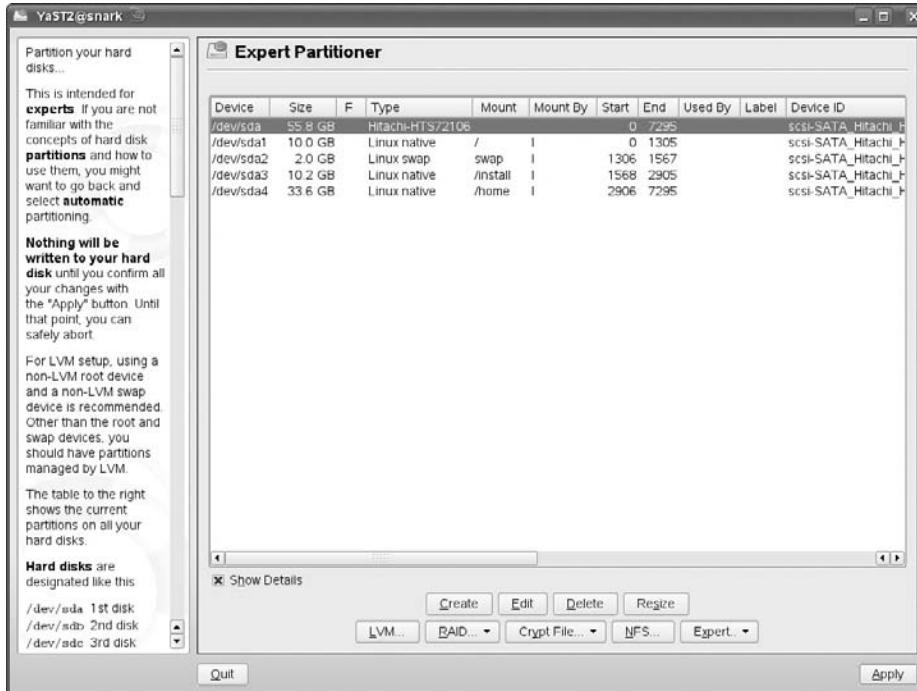 YaST2@snark
Partition your hard
disks...
This is intended for
experts. If you are not
familiar with the
concepts of hard disk
partitions and how to
use them, you might
want to go back and
select automatic
partitioning.
Nothing will be
written to your hard
disk until you confirm all
your changes with
the "Apply" button. Until
that point, you can
safely abort.
For LVM setup, using a
non-LVM root device
and a non-LVM swap
device is recommended.
Other than the root and
swap devices, you
should have partitions
managed by LVM.
The table to the right
shows the current
partitions on all your
hard disks.
Hard disks are
designated like this
/dev/sda 1st disk
/dev/sdb 2nd disk
/dev/sdc 3rd disk
Expert Partitioner
Device Size F Type Mount Mount By Start End Used By Label Device ID
/dev/sda 55.8 GB Hitachi-HTS72106 0 7295 scsi-SATA_Hitachi_H
/dev/sda1 10.0 GB Linux native / I 0 1305 scsi-SATA_Hitachi_H
/dev/sda2 2.0 GB Linux swap swap I 1306 1567 scsi-SATA_Hitachi_H
/dev/sda3 10.2 GB Linux native /install I 1568 2905 scsi-SATA_Hitachi_H
/dev/sda4 33.6 GB Linux native /home I 2906 7295 scsi-SATA_Hitachi_H
Show Details
Create Edit Delete Resize
LVM... RAID... Crypt File... NFS... Expert..
Quit Apply